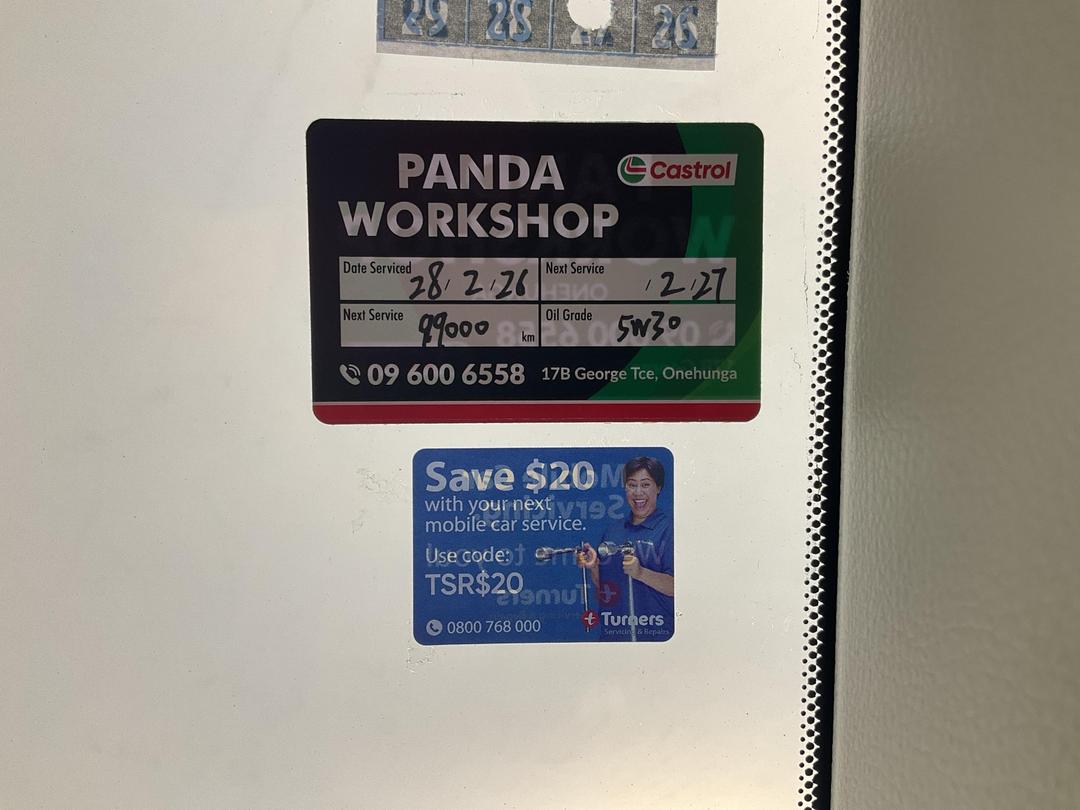 29 28 26
PANDA
WORKSHOP
Castrol
Date Serviced 28.2.26
Next Service .2.27
Next Service 99000 km
Oil Grade 5W30
09 600 6558 17B George Tce, Onehunga
Save $20
with your next
mobile car service.
Use code:
TSR$20
0800 768 000
Turners
Servicing & Repairs